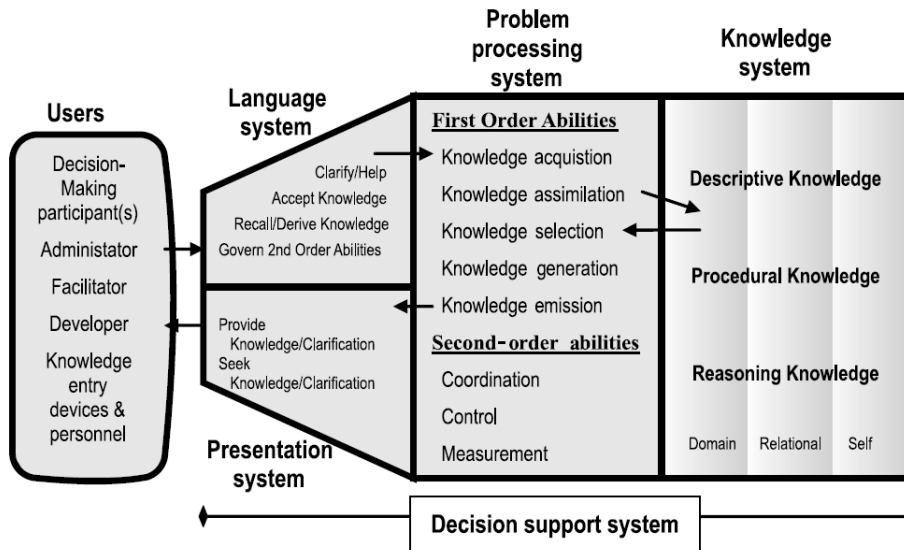 Users
Decision-
Making
participant(s)
Administator
Facilitator
Developer
Knowledge
entry
devices &
personnel
Language
system
Clarify/Help
Accept Knowledge
Recall/Derive Knowledge
Govern 2nd Order Abilities
Provide
Knowledge/Clarification
Seek
Knowledge/Clarification
Presentation
system
Problem
processing
system
First Order Abilities
Knowledge acquistion
Knowledge assimilation
Knowledge selection
Knowledge generation
Knowledge emission
Second-order abilities
Coordination
Control
Measurement
Knowledge
system
Descriptive Knowledge
Procedural Knowledge
Reasoning Knowledge
Domain Relational Self
Decision support system